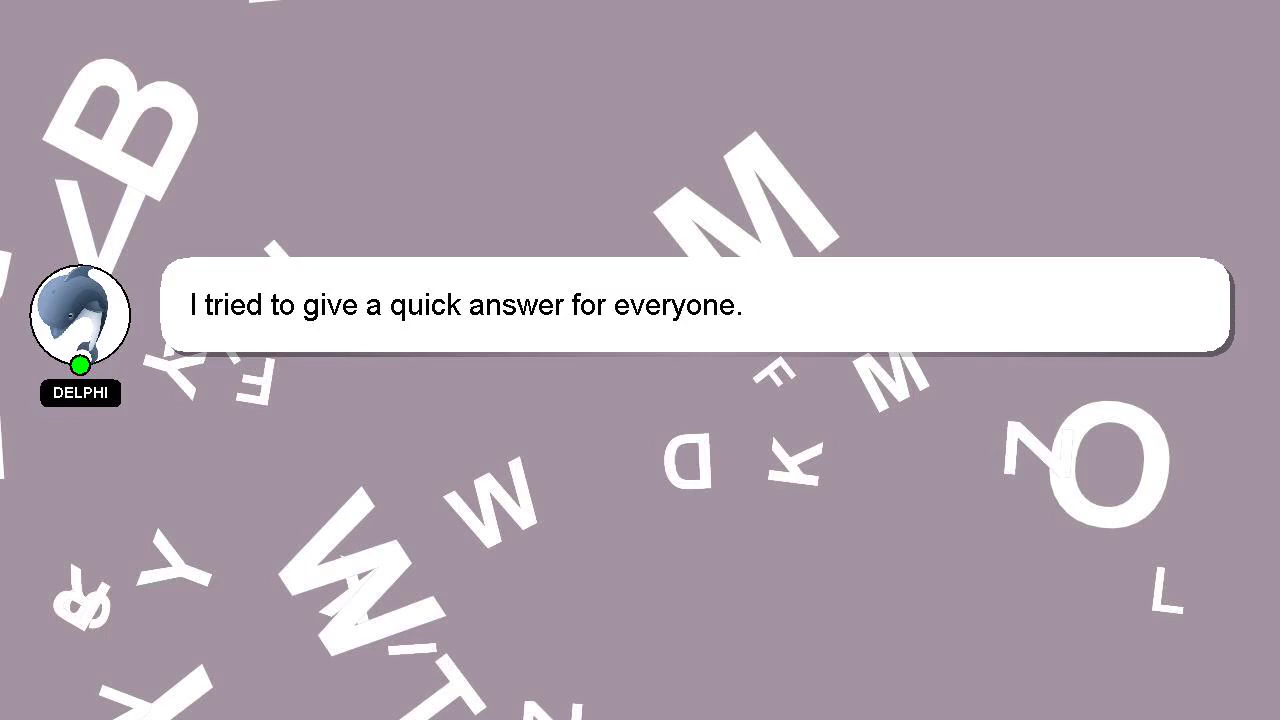 I tried to give a quick answer for everyone.
DELPHI
B
V
M
Y
F
F
M
W
D
K
Z
O
W
Y
R
L
I
T
Y
Z